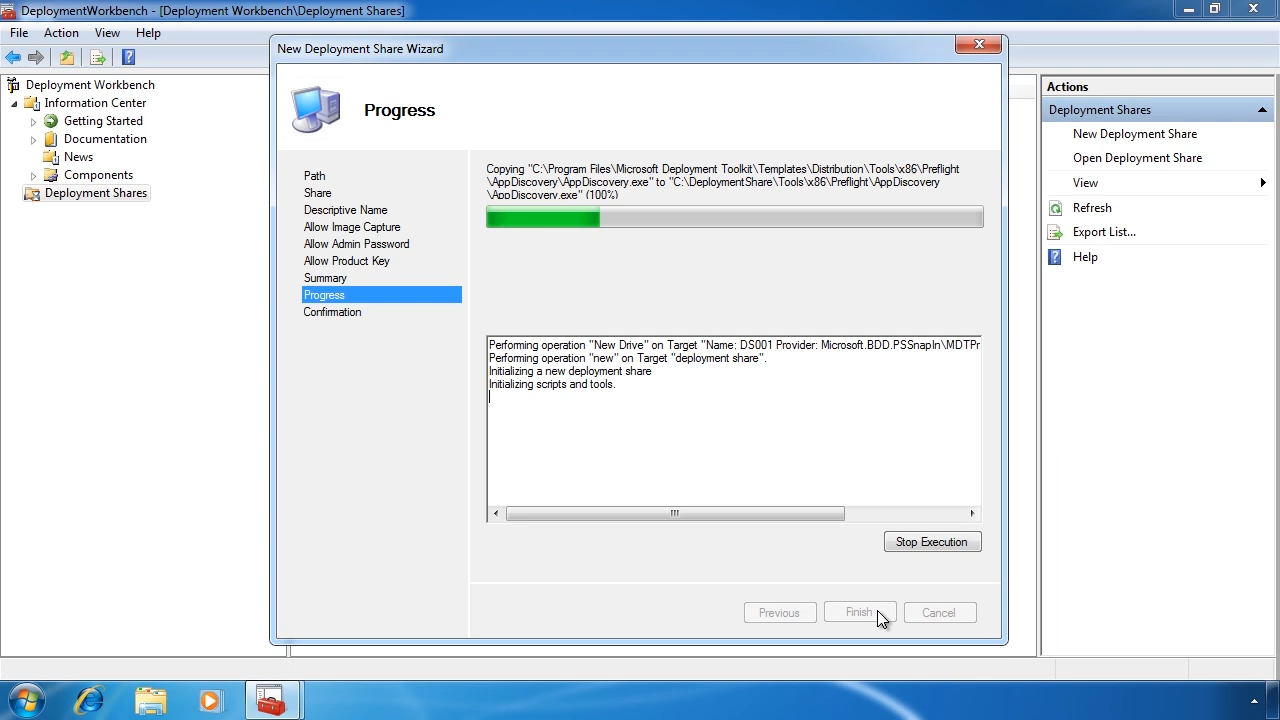 DeploymentWorkbench - [Deployment Workbench\Deployment Shares]
File Action View Help
Deployment Workbench
Information Center
Getting Started
Documentation
News
Components
Deployment Shares
New Deployment Share Wizard
Progress
Path
Share
Descriptive Name
Allow Image Capture
Allow Admin Password
Allow Product Key
Summary
Progress
Confirmation
Copying "C:\Program Files\Microsoft Deployment Toolkit\Templates\Distribution\Tools\x86\Preflight
\AppDiscovery\AppDiscovery.exe" to "C:\DeploymentShare\Tools\x86\Preflight\AppDiscovery
\AppDiscovery.exe" (100%)
Performing operation "New Drive" on Target "Name: DS001 Provider: Microsoft.BDD.PSSnapIn\MDTPr
Performing operation "new" on Target "deployment share".
Initializing a new deployment share
Initializing scripts and tools.
Stop Execution
Previous Finish Cancel
Actions
Deployment Shares
New Deployment Share
Open Deployment Share
View
Refresh
Export List...
Help